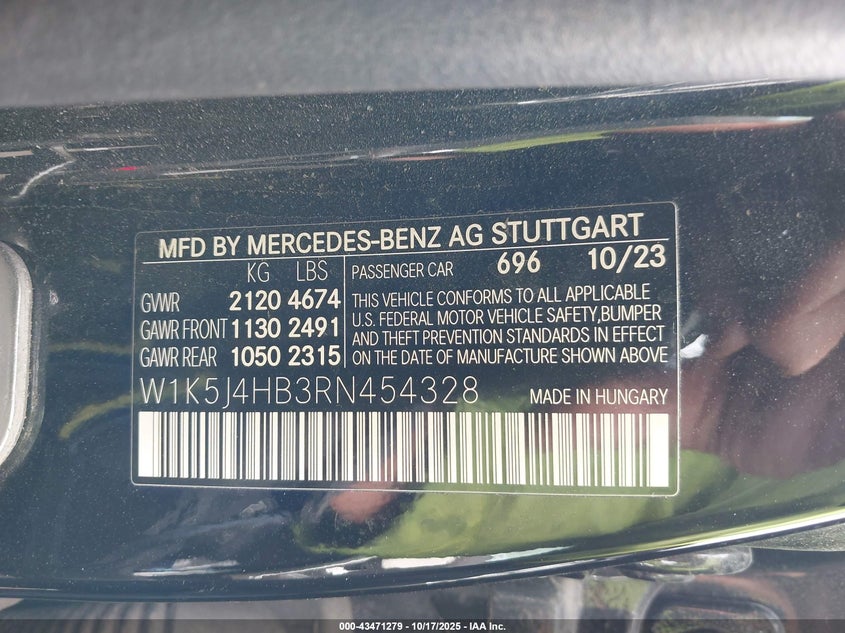 MFD BY MERCEDES-BENZ AG STUTTGART
KG LBS
GVWR 2120 4674
GAWR FRONT 1130 2491
GAWR REAR 1050 2315
PASSENGER CAR 696 10/23
THIS VEHICLE CONFORMS TO ALL APPLICABLE
U.S. FEDERAL MOTOR VEHICLE SAFETY,BUMPER
AND THEFT PREVENTION STANDARDS IN EFFECT
ON THE DATE OF MANUFACTURE SHOWN ABOVE
W1K5J4HB3RN454328 MADE IN HUNGARY
000-43471279 - 10/17/2025 - IAA Inc.